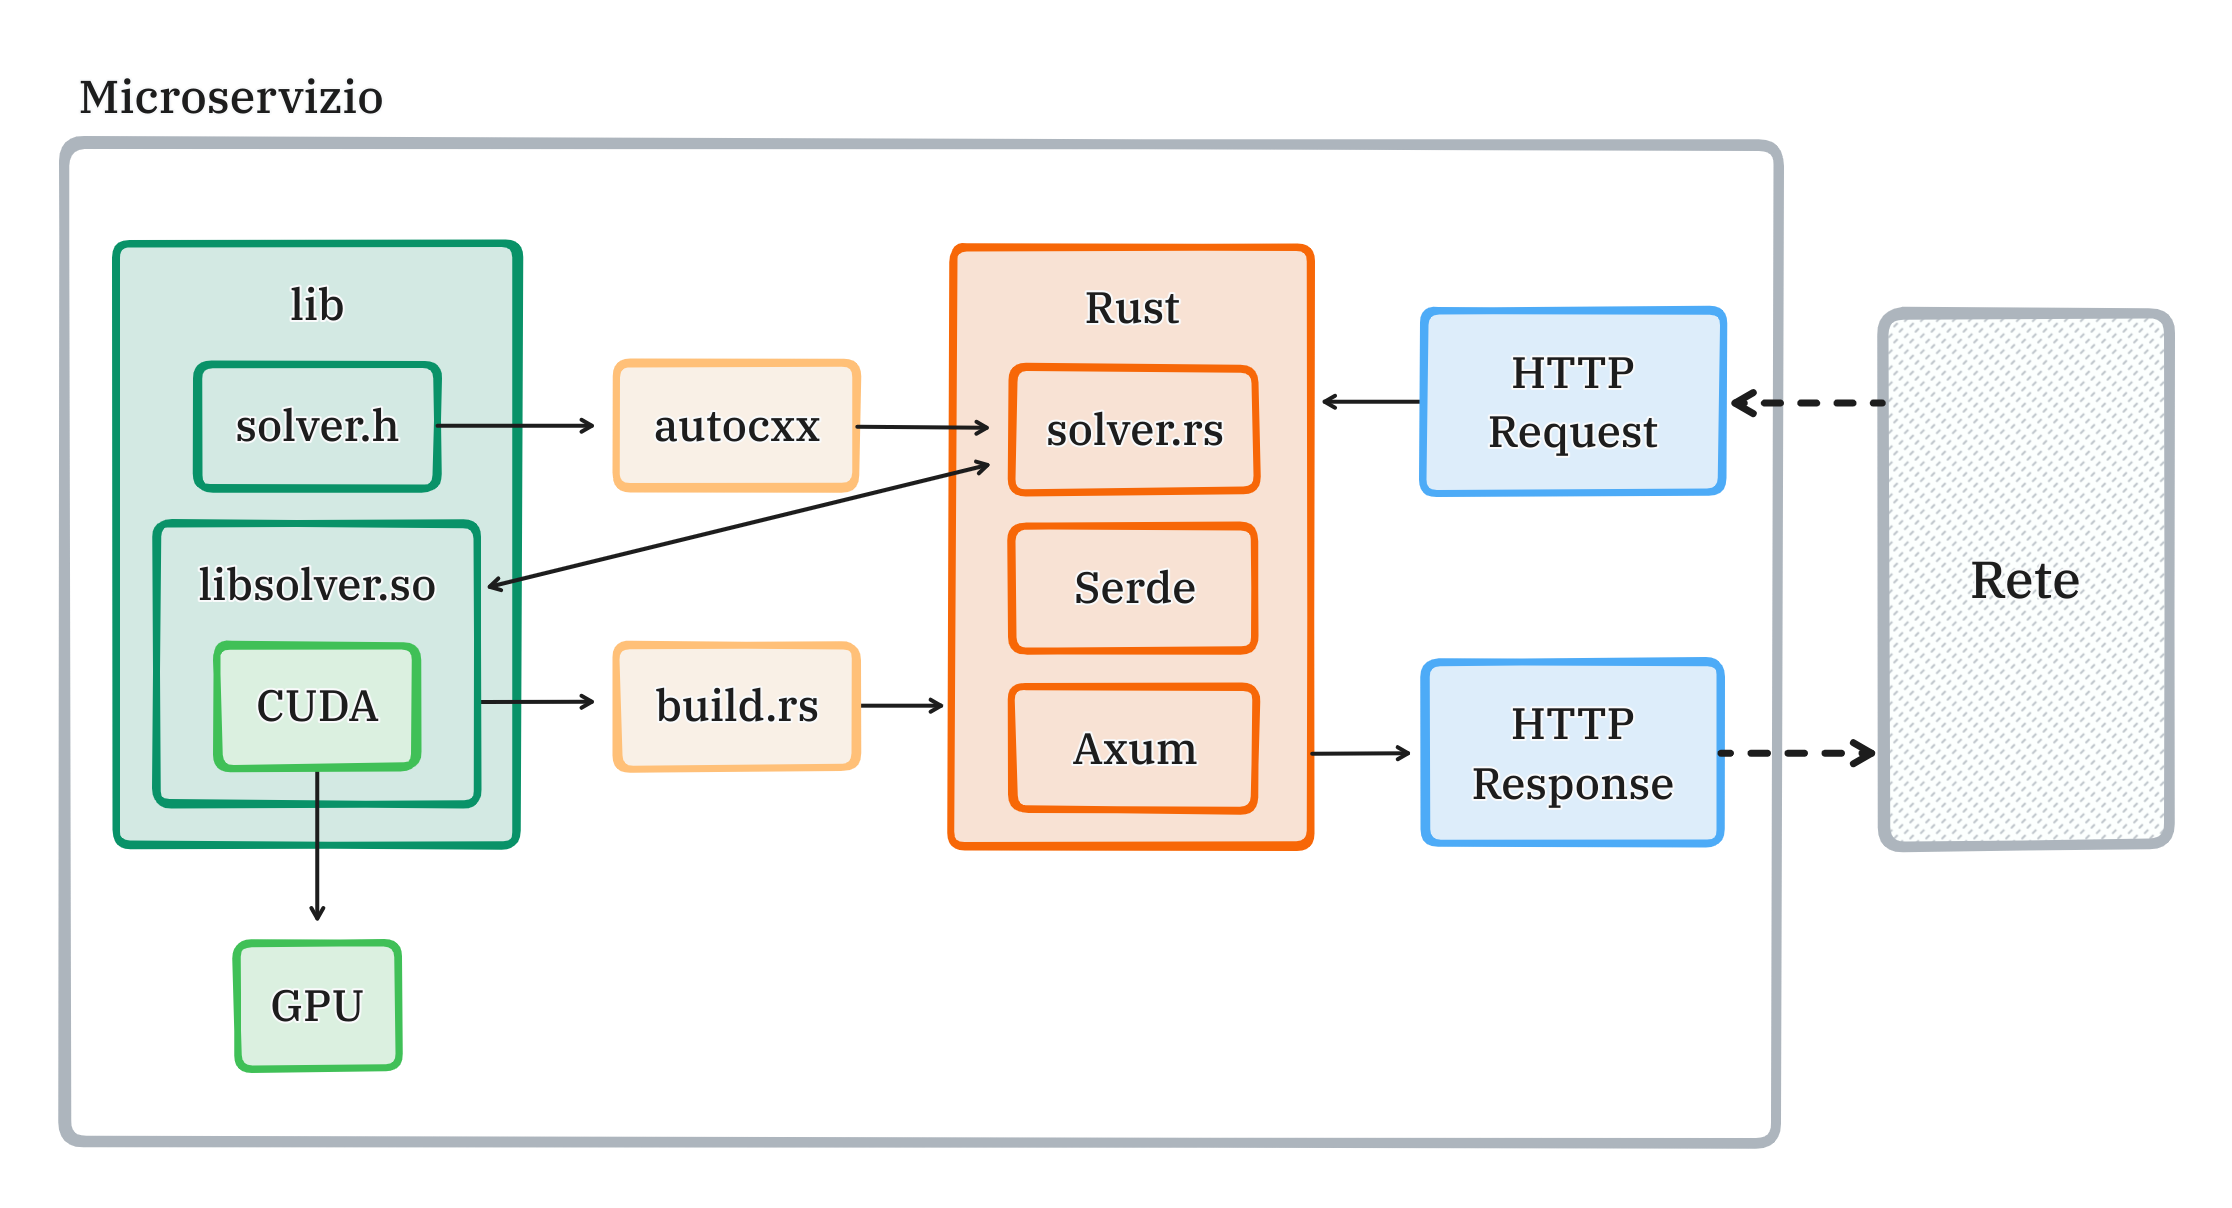 Microservizio
lib
solver.h
libsolver.so
CUDA
GPU
autocxx
build.rs
Rust
solver.rs
Serde
Axum
HTTP
Request
HTTP
Response
Rete